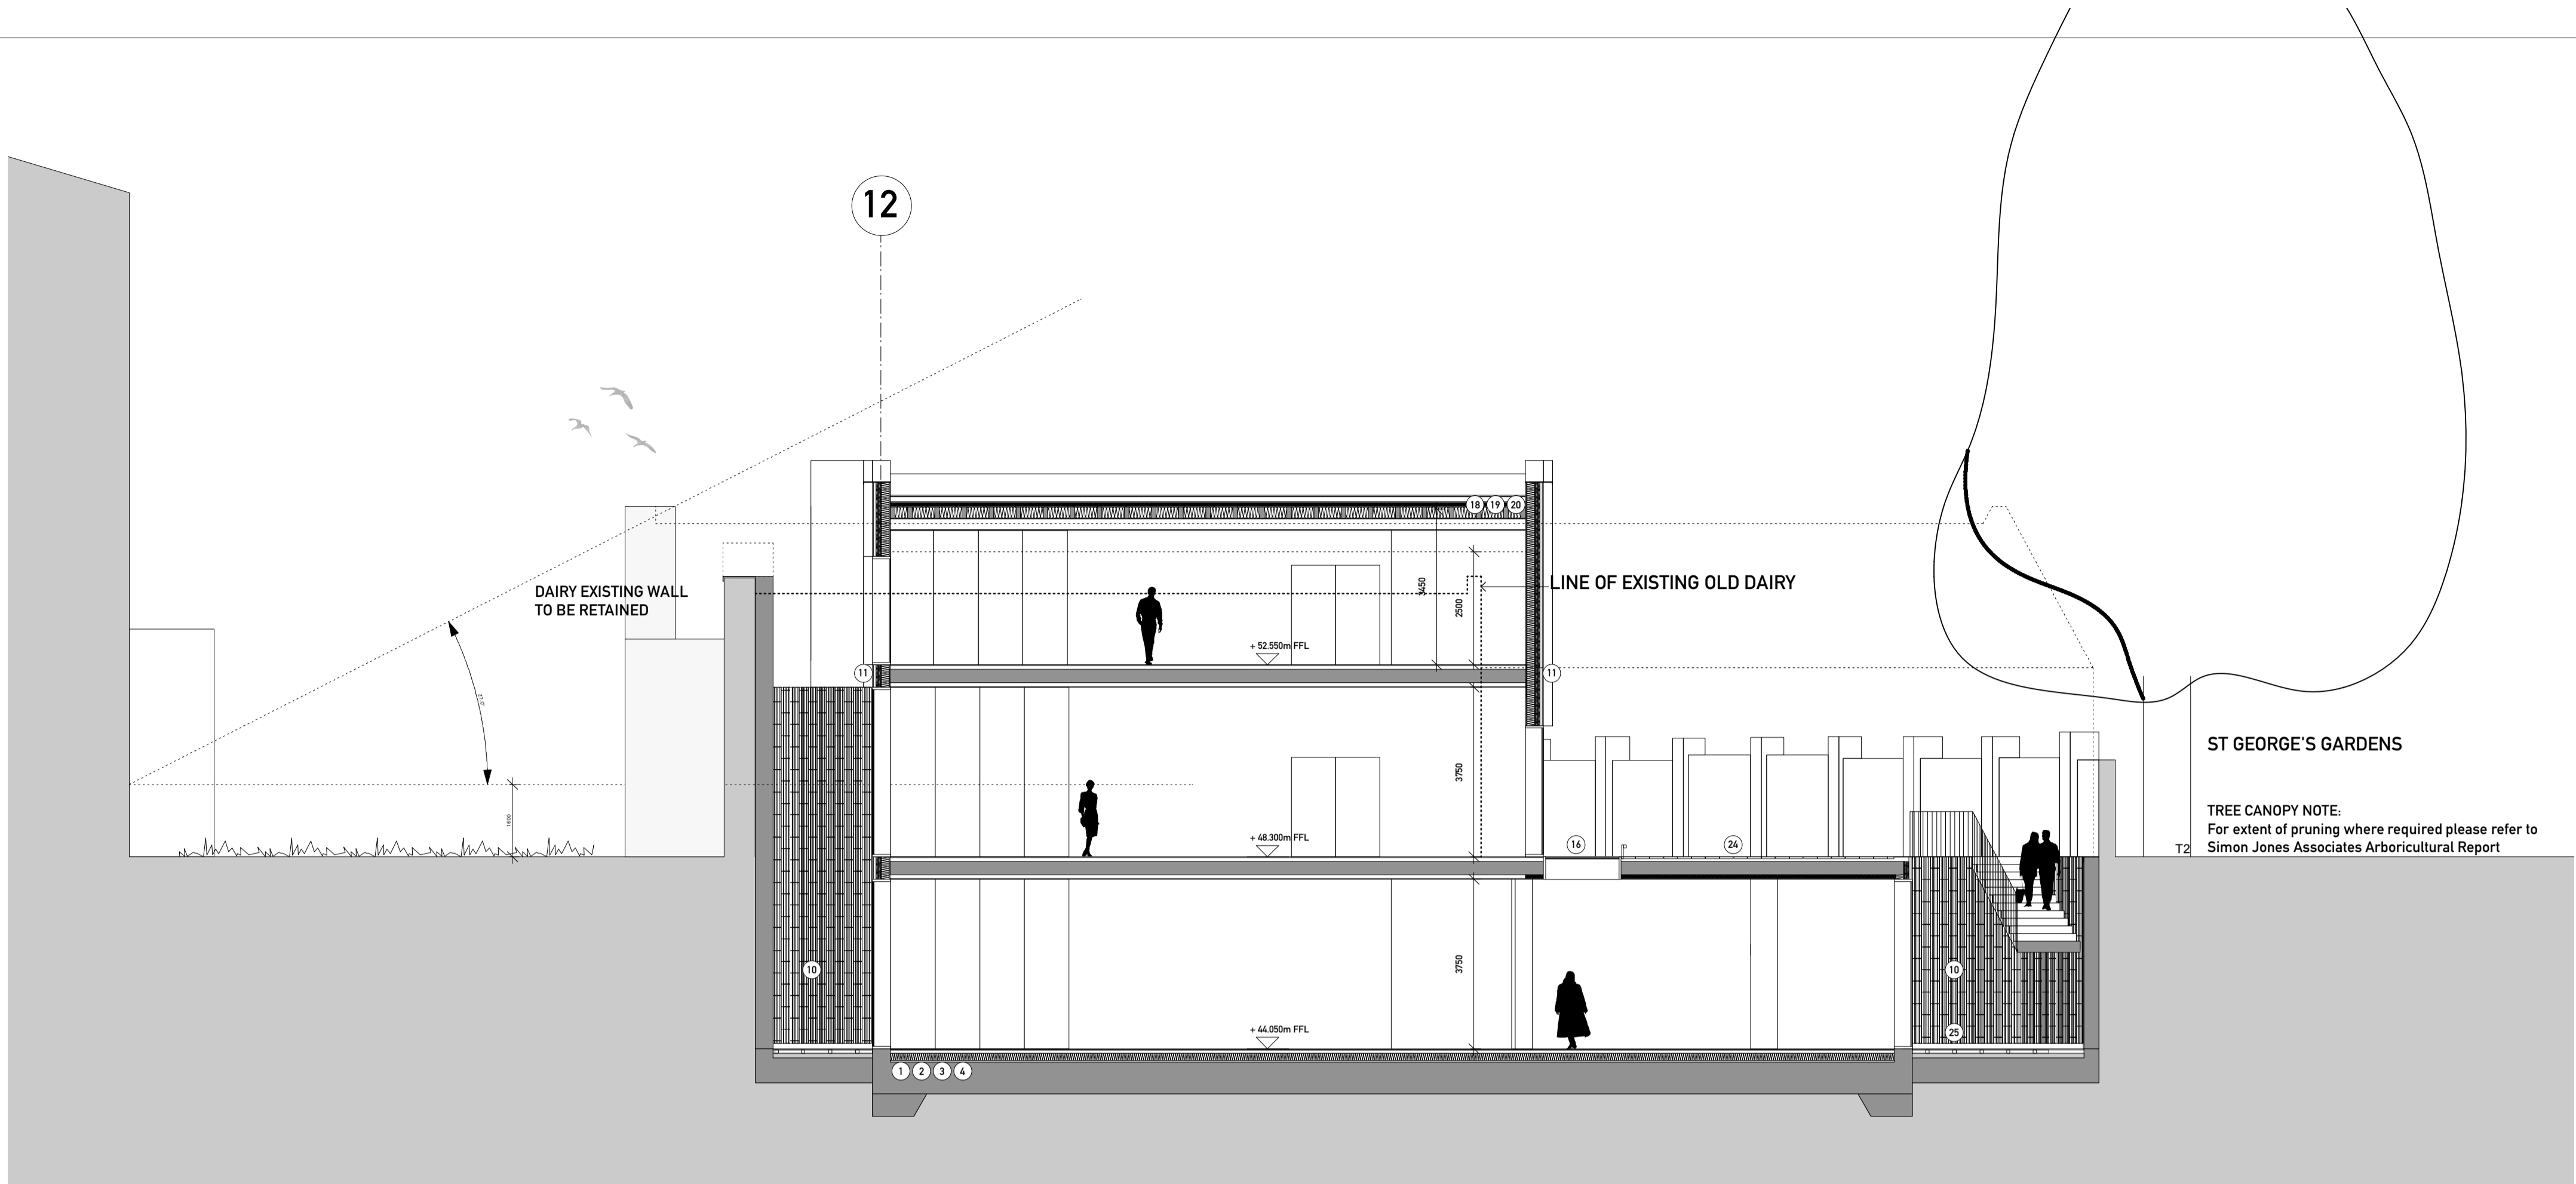 12
18 19 20
DAIRY EXISTING WALL
TO BE RETAINED
LINE OF EXISTING OLD DAIRY
3450
2500
+ 52.550m FFL
11
11
27.0°
ST GEORGE'S GARDENS
3750
1600
TREE CANOPY NOTE:
For extent of pruning where required please refer to
Simon Jones Associates Arboricultural Report
T2
+ 48.300m FFL
16
24
10
3750
10
+ 44.050m FFL
25
1 2 3 4